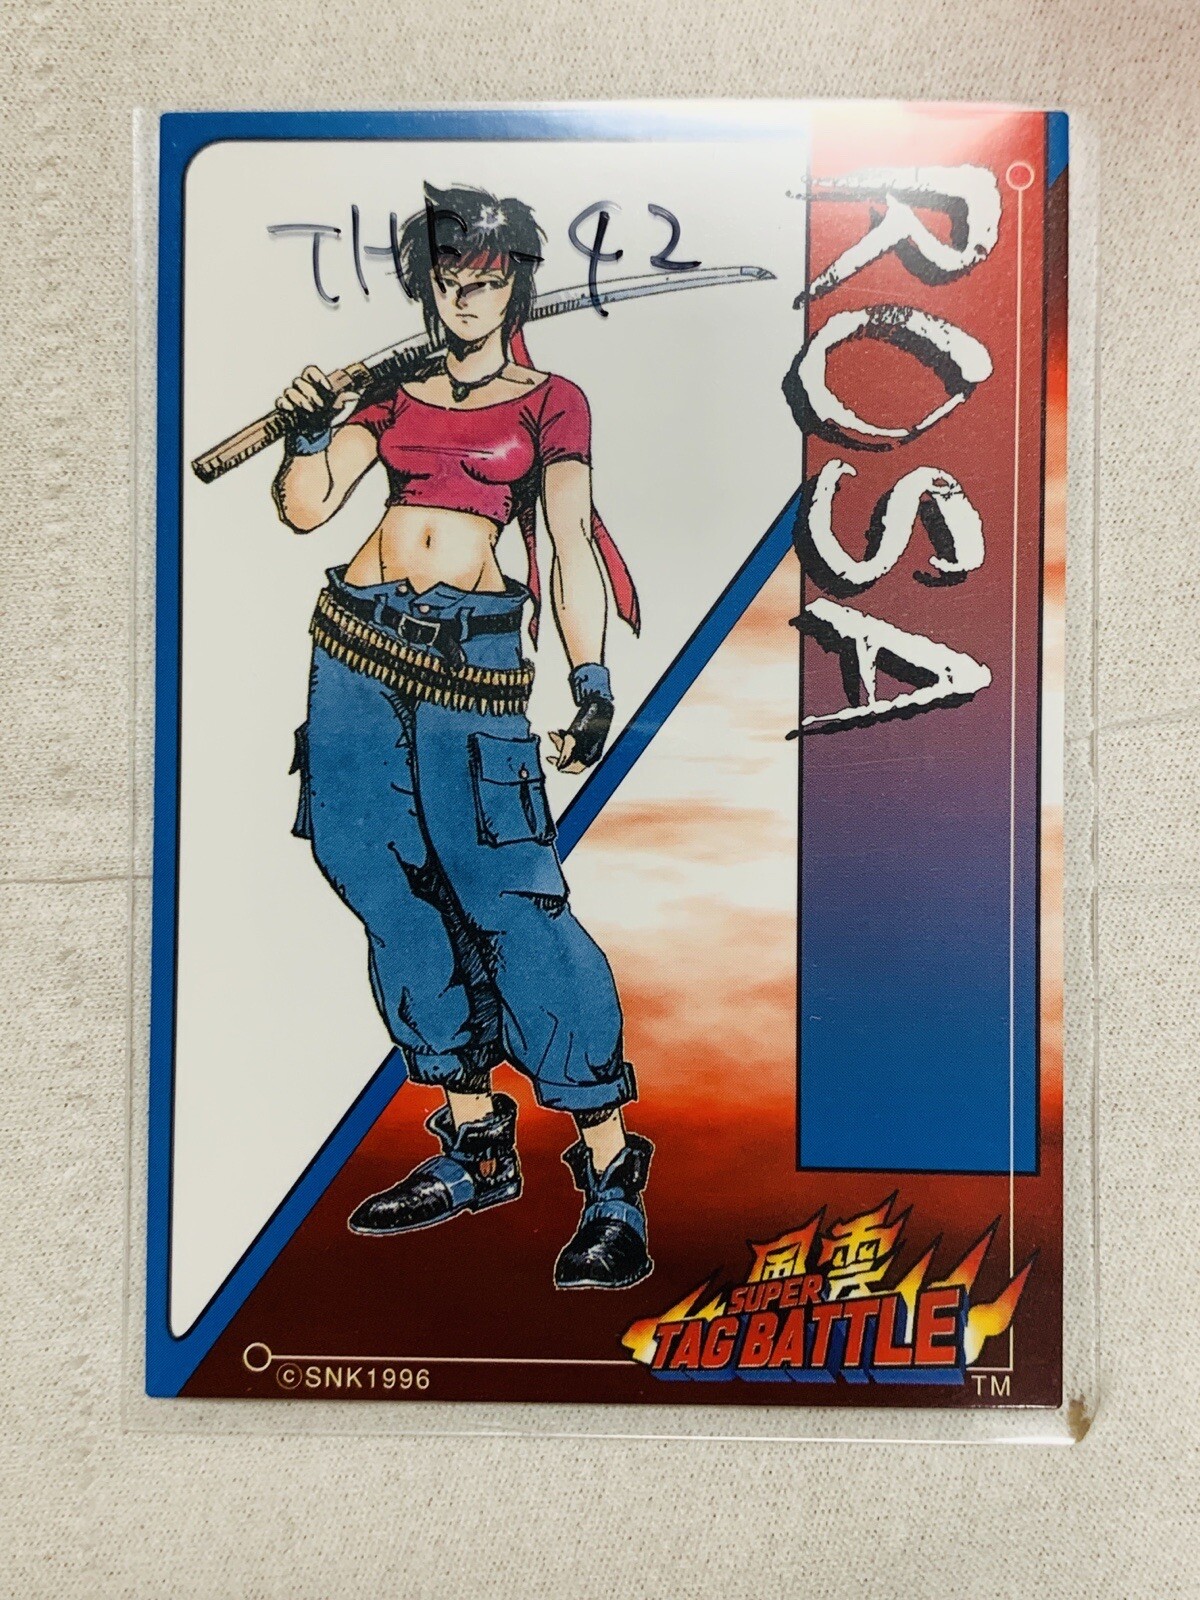 THE-42
ROSA
風雲
SUPER
TAG BATTLE
©SNK1996
TM